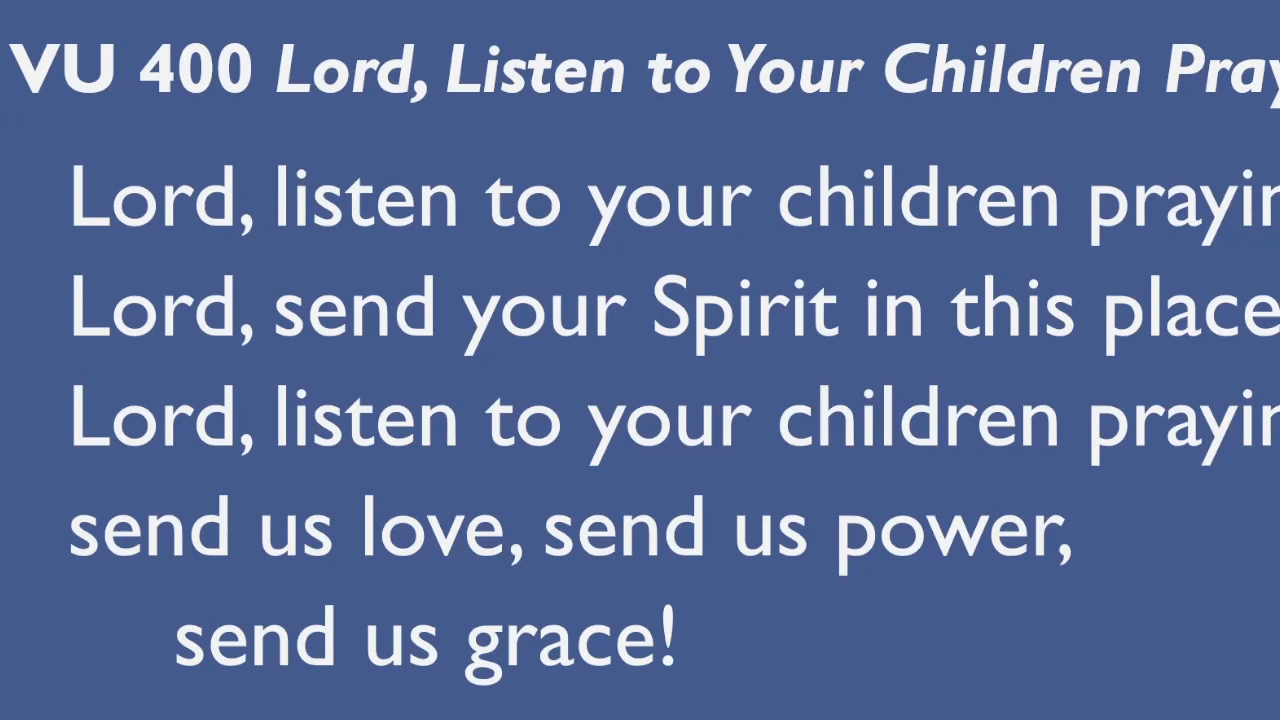 VU 400 Lord, Listen to Your Children Pray
Lord, listen to your children prayin
Lord, send your Spirit in this place
Lord, listen to your children prayin
send us love, send us power,
send us grace!